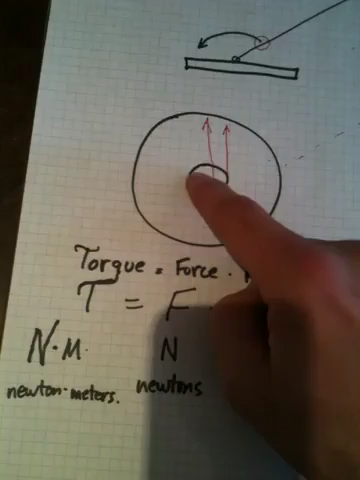 Torque = Force ·
T = F
N·m. N
newton·meters. newtons